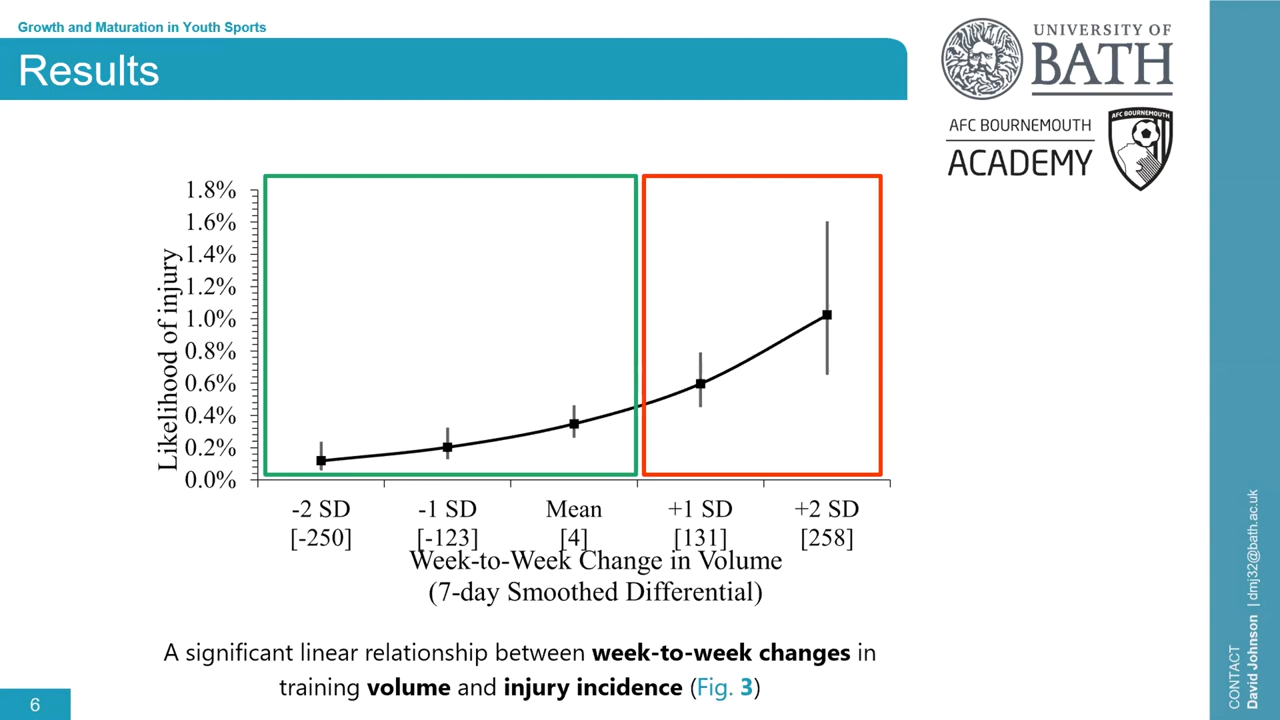 Growth and Maturation in Youth Sports
Results
UNIVERSITY OF
BATH
AFC BOURNEMOUTH
ACADEMY
AFC BOURNEMOUTH
1.8%
1.6%
1.4%
1.2%
1.0%
0.8%
0.6%
0.4%
0.2%
0.0%
Likelihood of injury
-2 SD -1 SD Mean +1 SD +2 SD
[-250] [-123] [4] [131] [258]
Week-to-Week Change in Volume
(7-day Smoothed Differential)
A significant linear relationship between week-to-week changes in
training volume and injury incidence (Fig. 3)
6
CONTACT
David Johnson | dmj32@bath.ac.uk